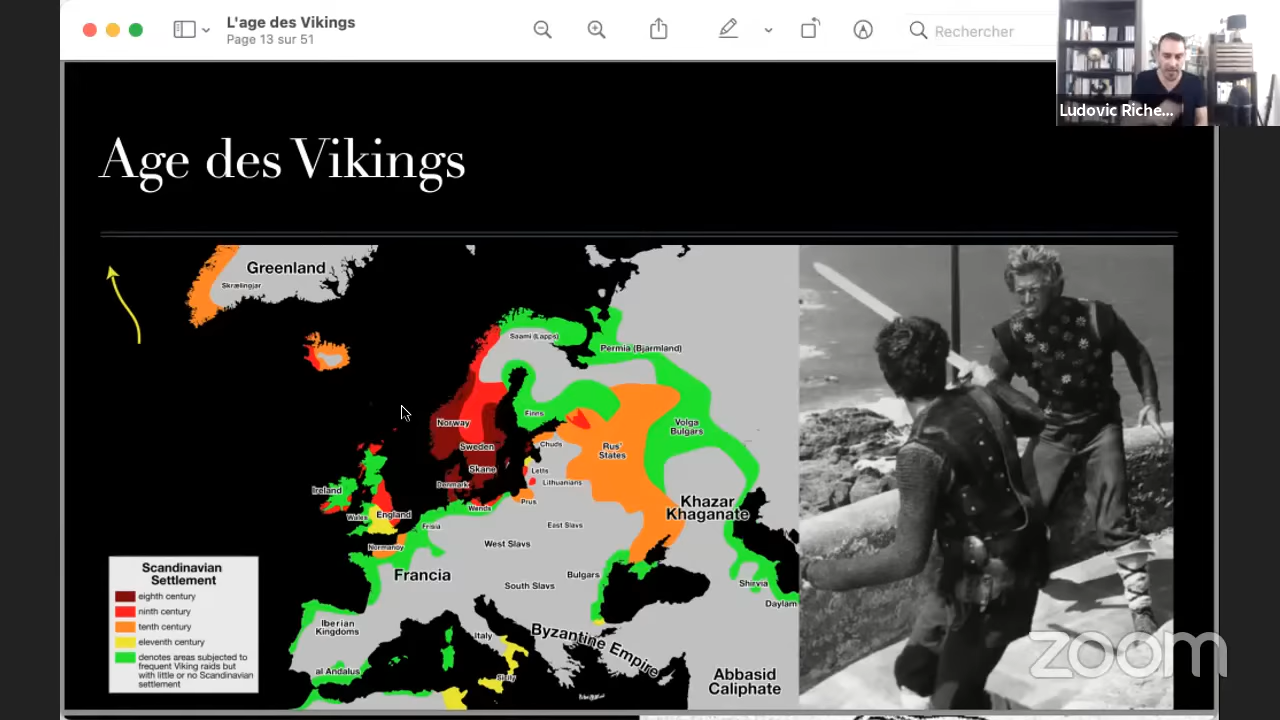 L'age des Vikings
Page 13 sur 51
Rechercher
Ludovic Riche...
Age des Vikings
Greenland
Skrælingjar
Saami (Lapps)
Permia (Bjarmland)
Norway
Finns
Volga
Bulgars
Sweden
Chuds
Rus'
States
Skane
Letts
Denmark
Lithuanians
Ireland
Wends
Prus
Khazar
Khaganate
Wales
England
Frisia
East Slavs
Normandy
West Slavs
Francia
Bulgars
South Slavs
Shirvia
Daylam
Iberian
Kingdoms
Italy
Byzantine Empire
al Andalus
Sicily
Abbasid
Caliphate
Scandinavian
Settlement
eighth century
ninth century
tenth century
eleventh century
denotes areas subjected to
frequent Viking raids but
with little or no Scandinavian
settlement
zoom